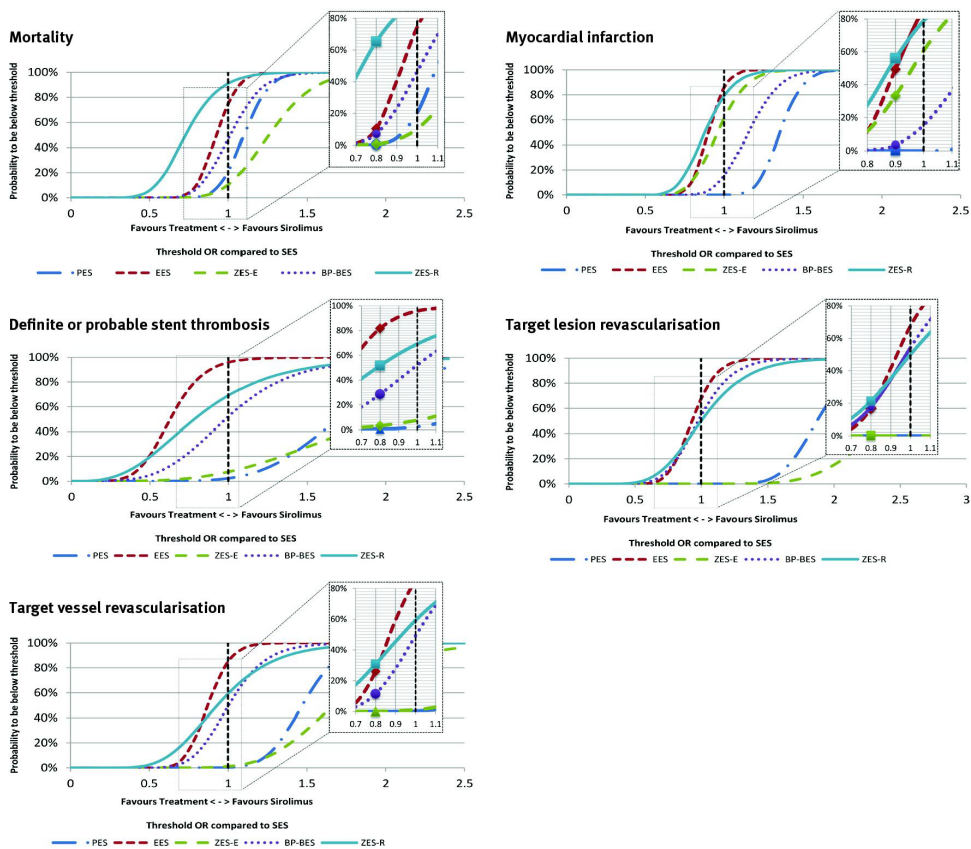 Mortality
Probability to be below threshold
100%
80%
60%
40%
20%
0%
0 0.5 1 1.5 2 2.5
80%
60%
40%
20%
0%
0.7 0.8 0.9 1 1.1
Favours Treatment < - > Favours Sirolimus
Threshold OR compared to SES
PES EES ZES-E BP-BES ZES-R
Myocardial infarction
Probability to be below threshold
100%
80%
60%
40%
20%
0%
0 0.5 1 1.5 2 2.5
80%
60%
40%
20%
0%
0.8 0.9 1 1.1
Favours Treatment < - > Favours Sirolimus
Threshold OR compared to SES
PES EES ZES-E BP-BES ZES-R
Definite or probable stent thrombosis
Probability to be below threshold
100%
80%
60%
40%
20%
0%
0 0.5 1 1.5 2 2.5
100%
80%
60%
40%
20%
0%
0.7 0.8 0.9 1 1.1
Favours Treatment < - > Favours Sirolimus
Threshold OR compared to SES
PES EES ZES-E BP-BES ZES-R
Target lesion revascularisation
Probability to be below threshold
100%
80%
60%
40%
20%
0%
0 0.5 1 1.5 2 2.5 3
80%
60%
40%
20%
0%
0.7 0.8 0.9 1 1.1
Favours Treatment < - > Favours Sirolimus
Threshold OR compared to SES
PES EES ZES-E BP-BES ZES-R
Target vessel revascularisation
Probability to be below threshold
100%
80%
60%
40%
20%
0%
0 0.5 1 1.5 2 2.5
80%
60%
40%
20%
0%
0.7 0.8 0.9 1 1.1
Favours Treatment < - > Favours Sirolimus
Threshold OR compared to SES
PES EES ZES-E BP-BES ZES-R